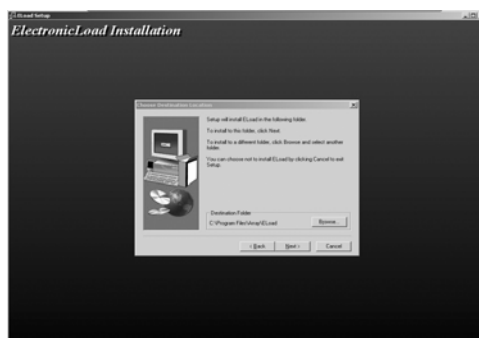 ELoad Setup
ElectronicLoad Installation
Choose Destination Location
Setup will install ELoad in the following folder.
To install to this folder, click Next.
To install to a different folder, click Browse and select another
folder.
You can choose not to install ELoad by clicking Cancel to exit
Setup.
Destination Folder
C:\Program Files\Array\ELoad
Browse...
< Back
Next >
Cancel